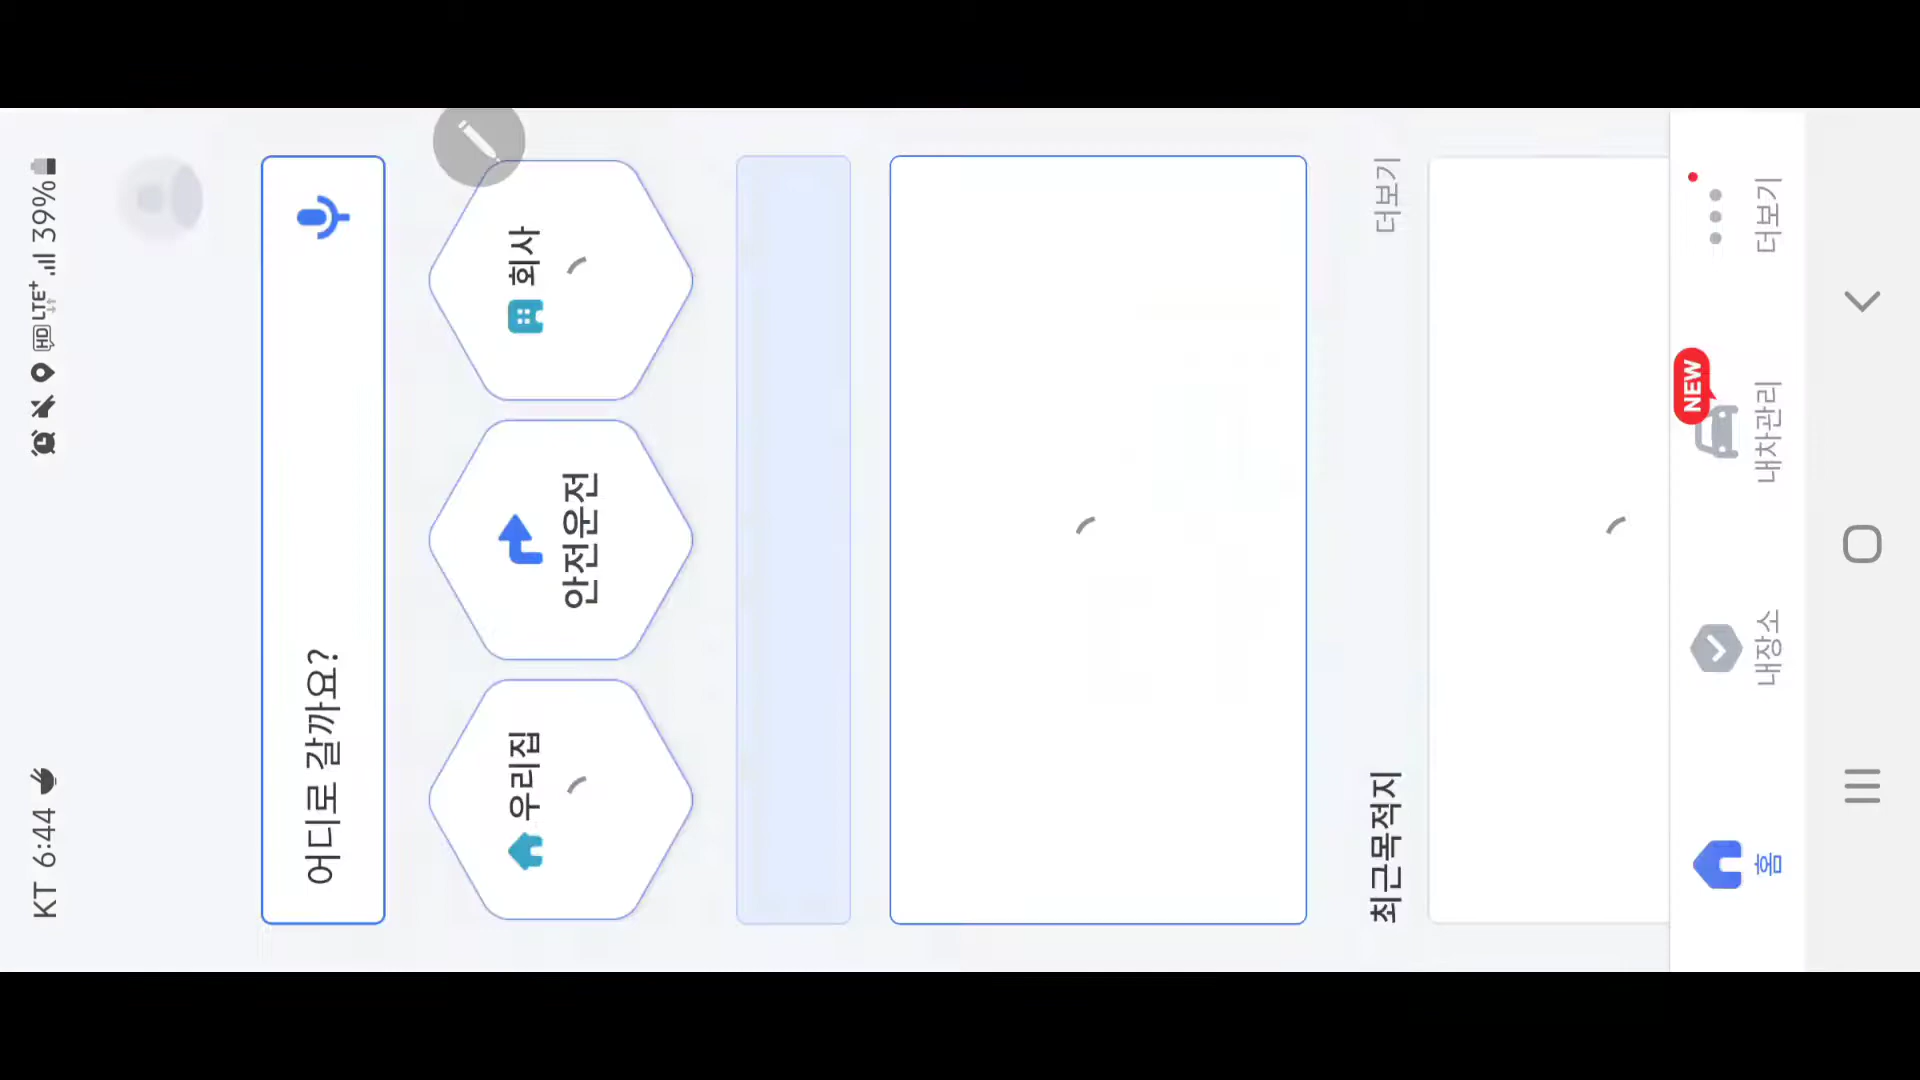 KT 6:44 HD LTE+ 39%
어디로 갈까요?
우리집
안전운전
회사
최근목적지 더보기
NEW
홈 내장소 내차관리 더보기